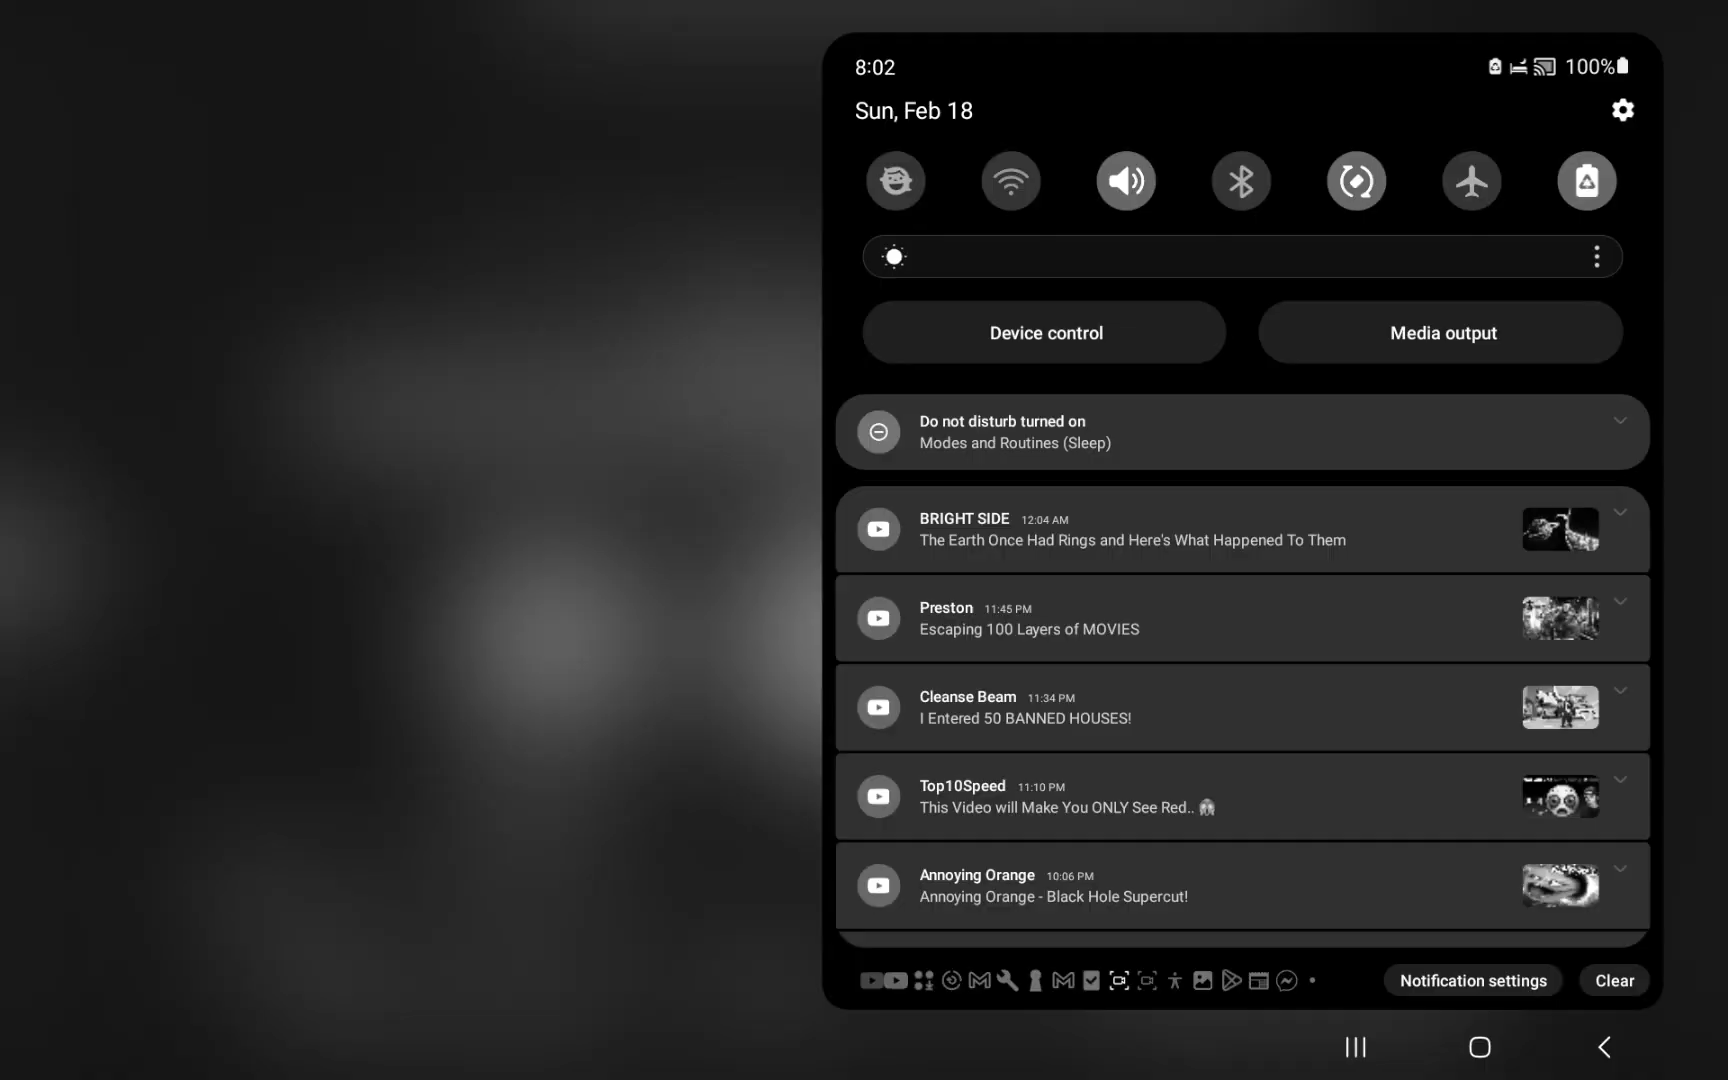 8:02
100%
Sun, Feb 18
Device control
Media output
Do not disturb turned on
Modes and Routines (Sleep)
BRIGHT SIDE 12:04 AM
The Earth Once Had Rings and Here's What Happened To Them
Preston 11:45 PM
Escaping 100 Layers of MOVIES
Cleanse Beam 11:34 PM
I Entered 50 BANNED HOUSES!
Top10Speed 11:10 PM
This Video will Make You ONLY See Red.. 😱
Annoying Orange 10:06 PM
Annoying Orange - Black Hole Supercut!
Notification settings
Clear